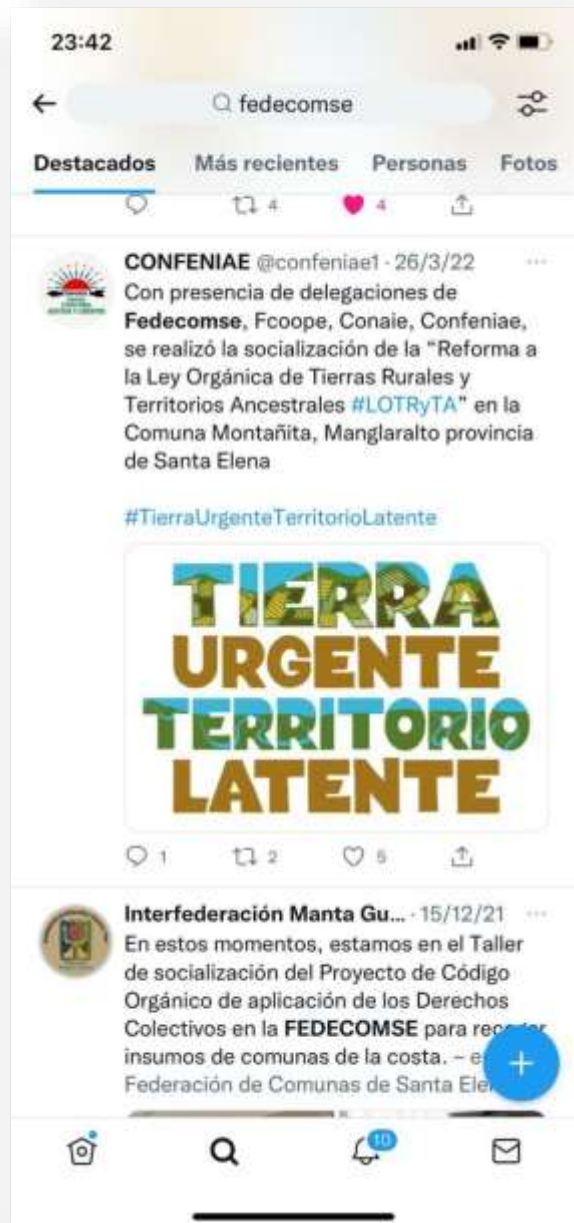 23:42
fedecomse
Destacados Más recientes Personas Fotos
4 4
CONFENIAE @confeniae1 · 26/3/22
Con presencia de delegaciones de
Fedecomse, Fcoope, Conaie, Confeniae,
se realizó la socialización de la “Reforma a
la Ley Orgánica de Tierras Rurales y
Territorios Ancestrales #LOTRyTA” en la
Comuna Montañita, Manglaralto provincia
de Santa Elena
#TierraUrgenteTerritorioLatente
TIERRA
URGENTE
TERRITORIO
LATENTE
1 2 5
Interfederación Manta Gu... · 15/12/21
En estos momentos, estamos en el Taller
de socialización del Proyecto de Código
Orgánico de aplicación de los Derechos
Colectivos en la FEDECOMSE para
insumos de comunas de la costa. –
Federación de Comunas de Santa
10